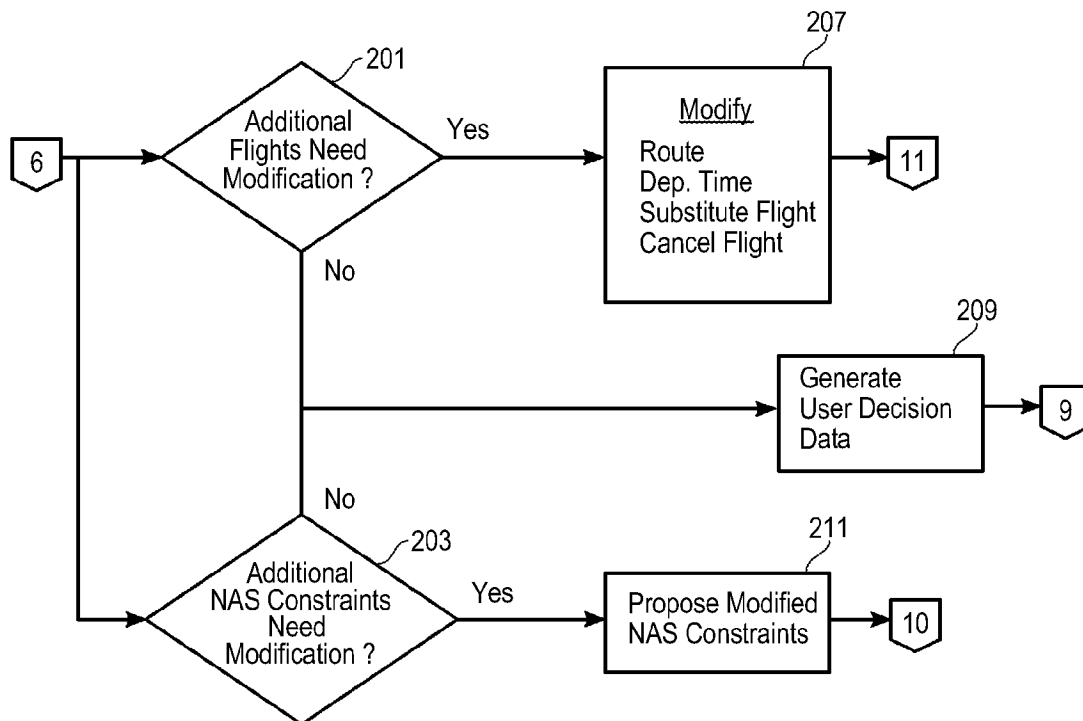 201
207
6
Additional
Flights Need
Modification ?
Yes
Modify
Route
Dep. Time
Substitute Flight
Cancel Flight
11
No
209
Generate
User Decision
Data
9
No
203
Additional
NAS Constraints
Need
Modification ?
Yes
211
Propose Modified
NAS Constraints
10